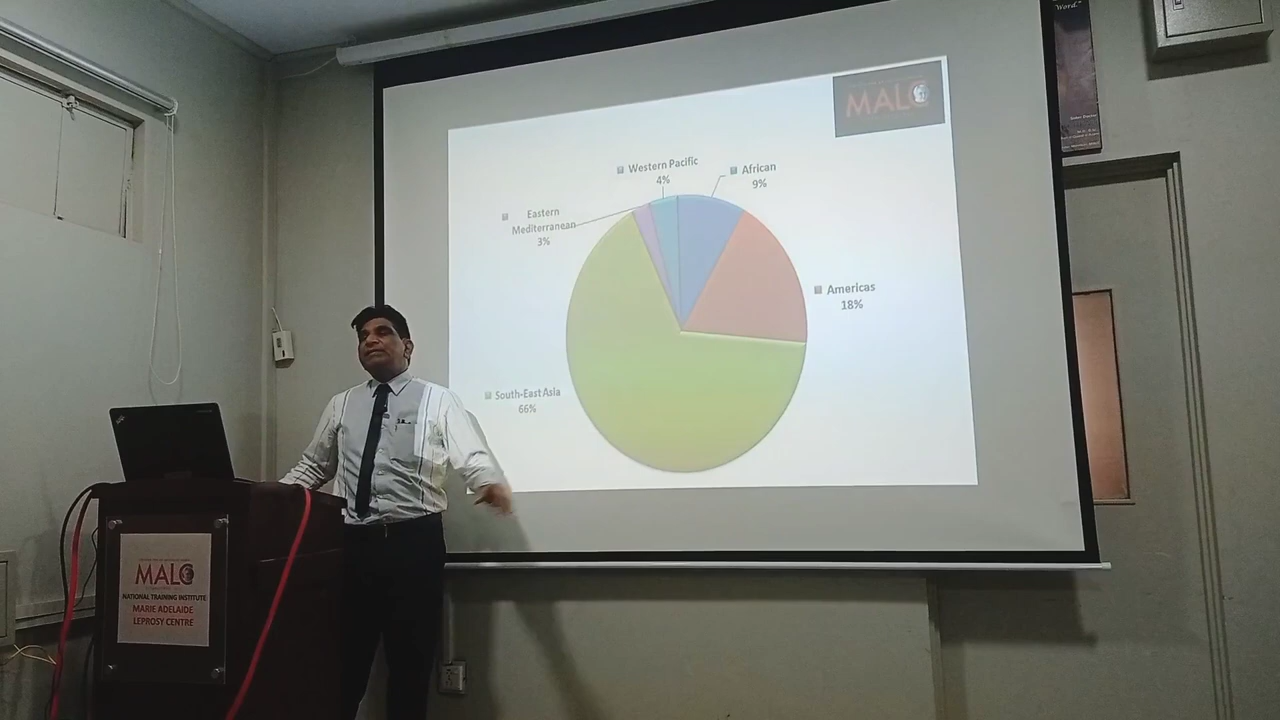 Word."
MALC
Western Pacific
4%
African
9%
Eastern
Mediterranean
3%
Americas
18%
South-East Asia
66%
MALC
NATIONAL TRAINING INSTITUTE
MARIE ADELAIDE
LEPROSY CENTRE